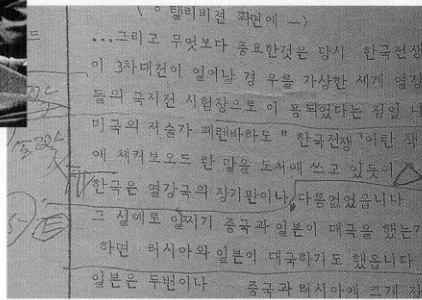 ( ㅇ 텔리비젼 화면에 -)
드
...그리고 무엇보다 중요한것은 당시 한국전쟁
이 3차대전이 일어날 경우를 가상한 세계 열강
들의 국지전 시험장으로 이 용되었다는 점입 니
미국의 저술가 페렌바하도 " 한국전쟁 "이란 책
에 체커보오드 란 말을 도처에 쓰고 있듯이
한국은 열강국의 장기판이나 다름없었읍니다
그 실예로 일찌기 중국과 일본이 대국을 했는가
하면 러시아와 일본이 대국하기도 했읍니다
일본은 두번이나 중국과 러시아에 크게